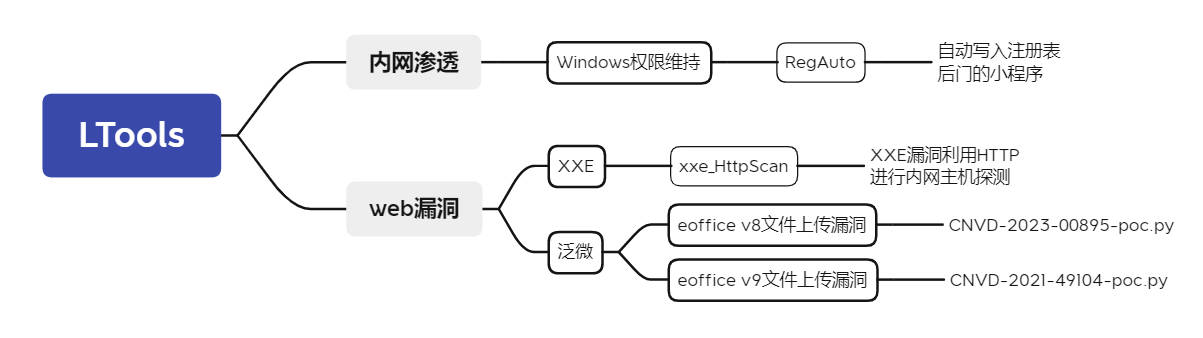 LTools
内网渗透
Windows权限维持
RegAuto
自动写入注册表
后门的小程序
web漏洞
XXE
xxe_HttpScan
XXE漏洞利用HTTP
进行内网主机探测
泛微
eoffice v8文件上传漏洞
CNVD-2023-00895-poc.py
eoffice v9文件上传漏洞
CNVD-2021-49104-poc.py